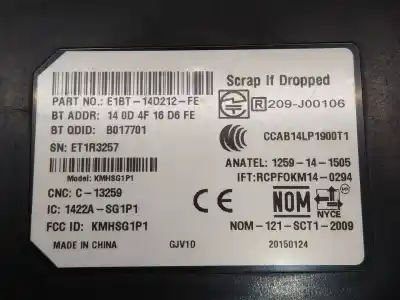 Scrap If Dropped
PART NO.: E1BT-14D212-FE
R 209-J00106
BT ADDR: 14 0D 4F 16 D6 FE
BT QDID: B017701
CCAB14LP1900T1
SN: ET1R3257
ANATEL: 1259-14-1505
Model: KMHSG1P1
IFT:RCPFOKM14-0294
CNC: C-13259
CE
NOM
NYCE
IC: 1422A-SG1P1
FCC ID: KMHSG1P1
NOM-121-SCT1-2009
MADE IN CHINA
GJV10
20150124